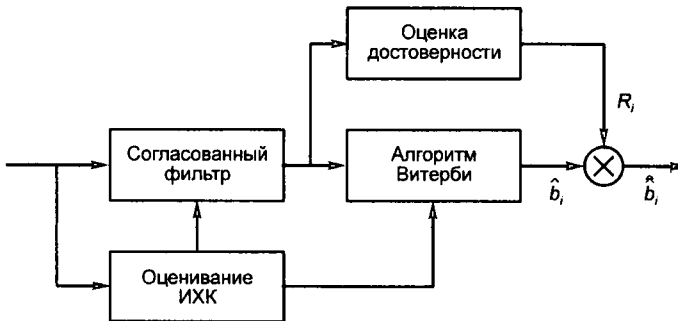 Оценка
достоверности
R_i
Согласованный
фильтр
Алгоритм
Витерби
b̂_i
b̂̂_i
Оценивание
ИХК